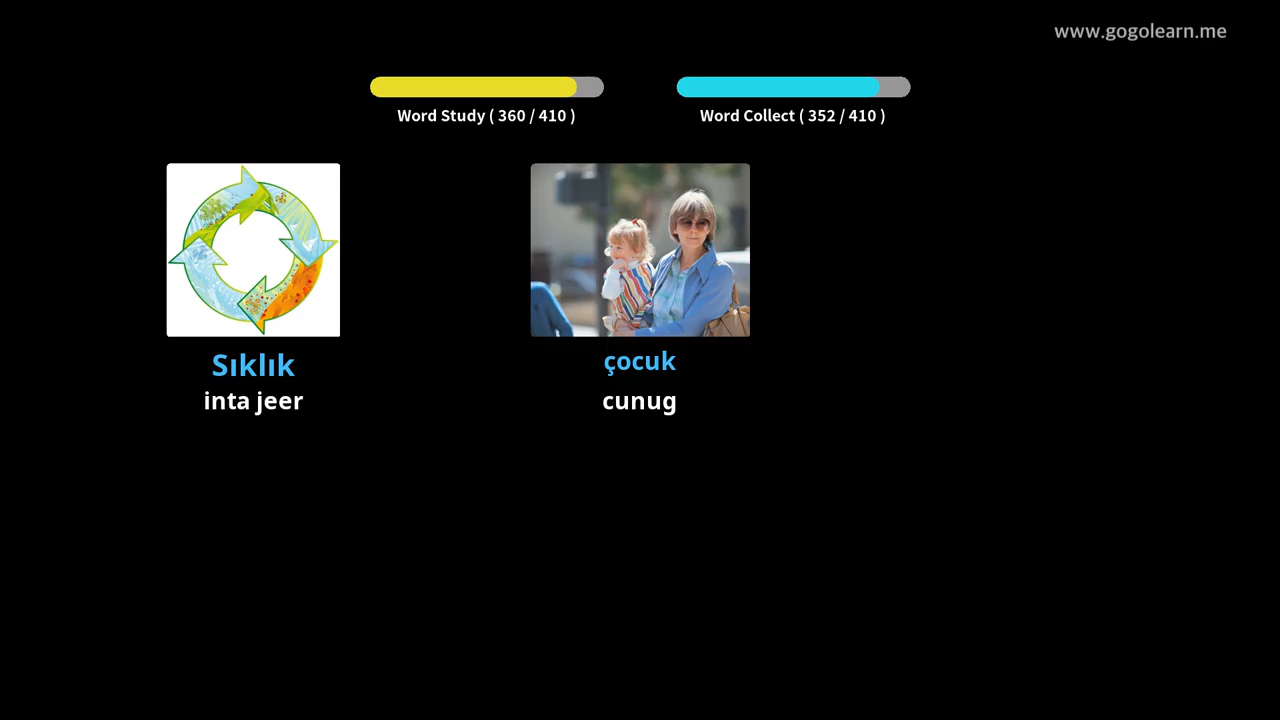 www.gogolearn.me
Word Study ( 360 / 410 )
Word Collect ( 352 / 410 )
Sıklık
inta jeer
çocuk
cunug